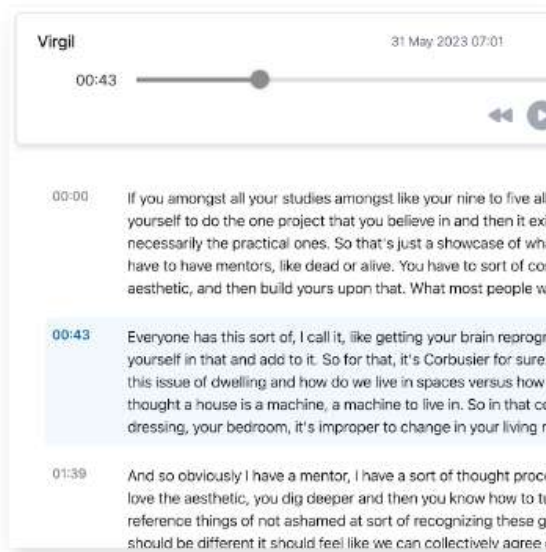 Virgil
31 May 2023 07:01
00:43
00:00
If you amongst all your studies amongst like your nine to five
yourself to do the one project that you believe in and then it
necessarily the practical ones. So that's just a showcase of
have to have mentors, like dead or alive. You have to sort of
aesthetic, and then build yours upon that. What most people
00:43
Everyone has this sort of, I call it, like getting your brain
yourself in that and add to it. So for that, it's Corbusier for sure
this issue of dwelling and how do we live in spaces versus how
thought a house is a machine, a machine to live in. So in that
dressing, your bedroom, it's improper to change in your living
01:39
And so obviously I have a mentor, I have a sort of thought
love the aesthetic, you dig deeper and then you know how to
reference things of not ashamed at sort of recognizing these
should be different it should feel like we can collectively agree